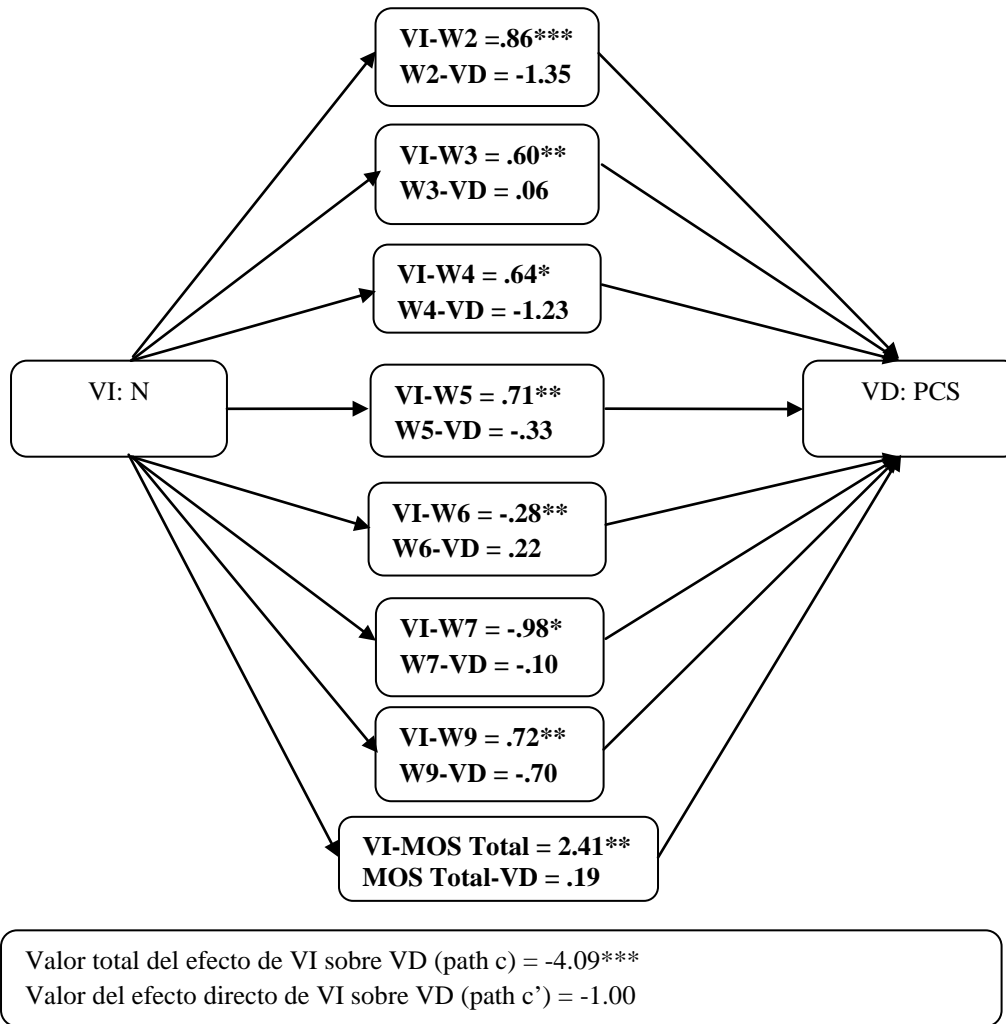 VI-W2 =.86***
W2-VD = -1.35
VI-W3 = .60**
W3-VD = .06
VI-W4 = .64*
W4-VD = -1.23
VI: N
VI-W5 = .71**
W5-VD = -.33
VD: PCS
VI-W6 = -.28**
W6-VD = .22
VI-W7 = -.98*
W7-VD = -.10
VI-W9 = .72**
W9-VD = -.70
VI-MOS Total = 2.41**
MOS Total-VD = .19
Valor total del efecto de VI sobre VD (path c) = -4.09***
Valor del efecto directo de VI sobre VD (path c’) = -1.00